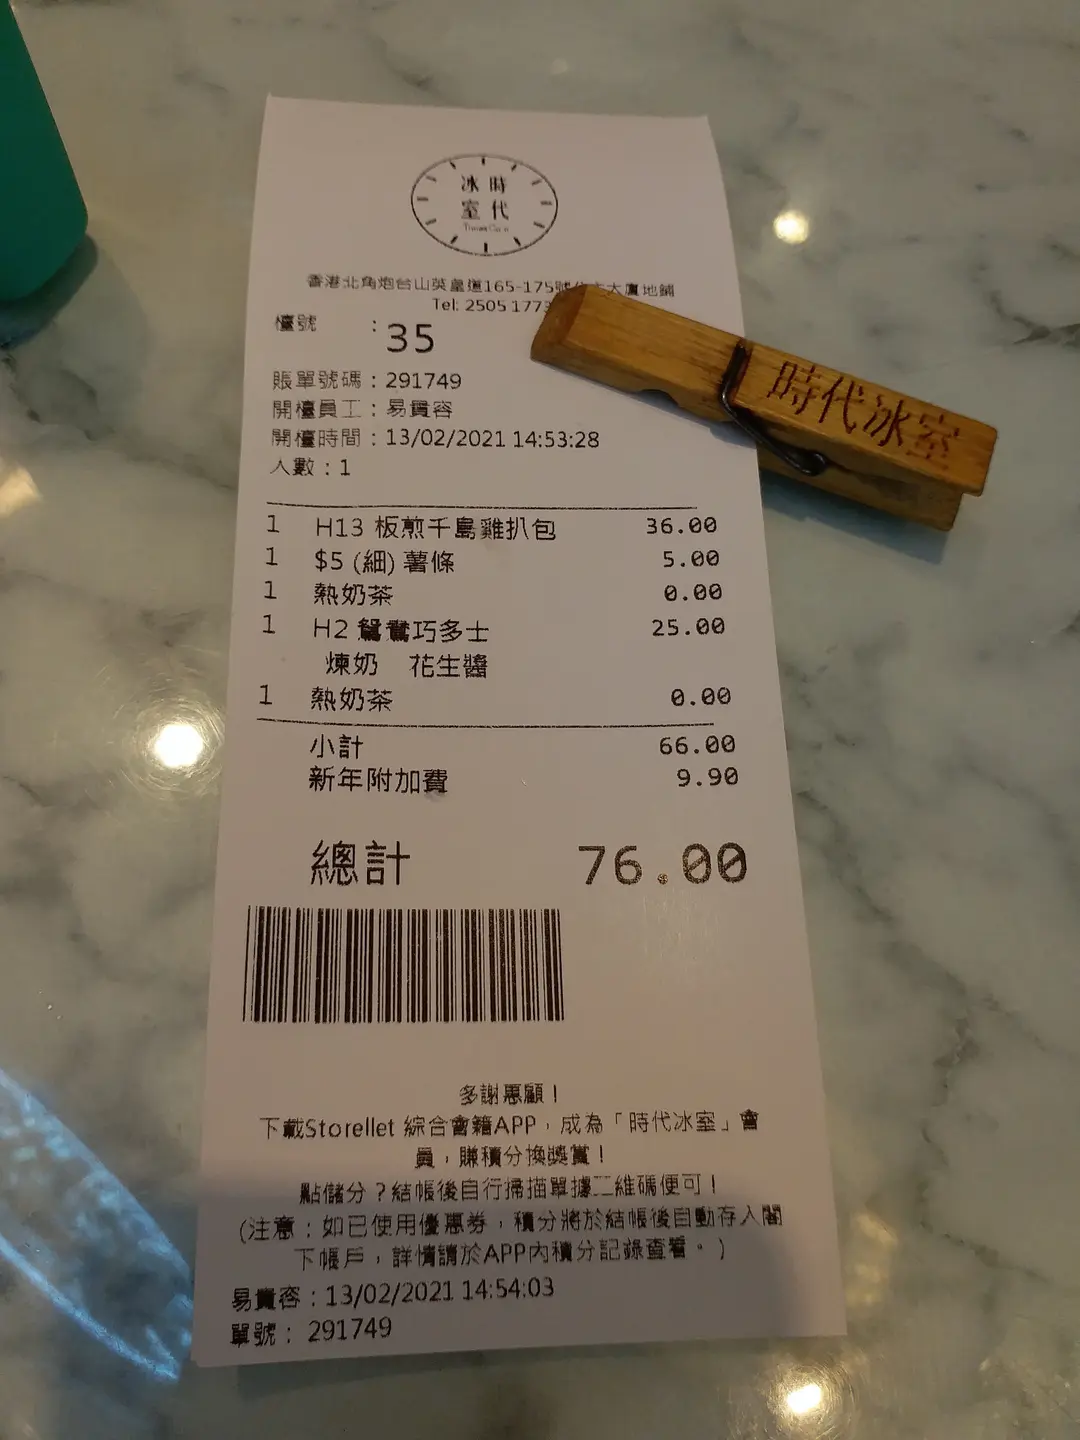 冰時
室代
香港北角炮台山英皇道165-175號 大廈地鋪
Tel: 2505 1773
檯號 : 35
賬單號碼 : 291749
開檯員工 : 易貴容
開檯時間 : 13/02/2021 14:53:28
人數 : 1
時代冰室
1 H13 板煎千島雞扒包 36.00
1 $5 (細) 薯條 5.00
1 熱奶茶 0.00
1 H2 鴛鴦巧多士 25.00
煉奶 花生醬
1 熱奶茶 0.00
小計 66.00
新年附加費 9.90
總計 76.00
多謝惠顧！
下載Storellet 綜合會籍APP，成為「時代冰室」會
員，賺積分換獎賞！
點儲分？結帳後自行掃描單據二維碼便可！
(注意：如已使用優惠券，積分將於結帳後自動存入閣
下帳戶，詳情請於APP內積分記錄查看。)
易貴容 : 13/02/2021 14:54:03
單號： 291749